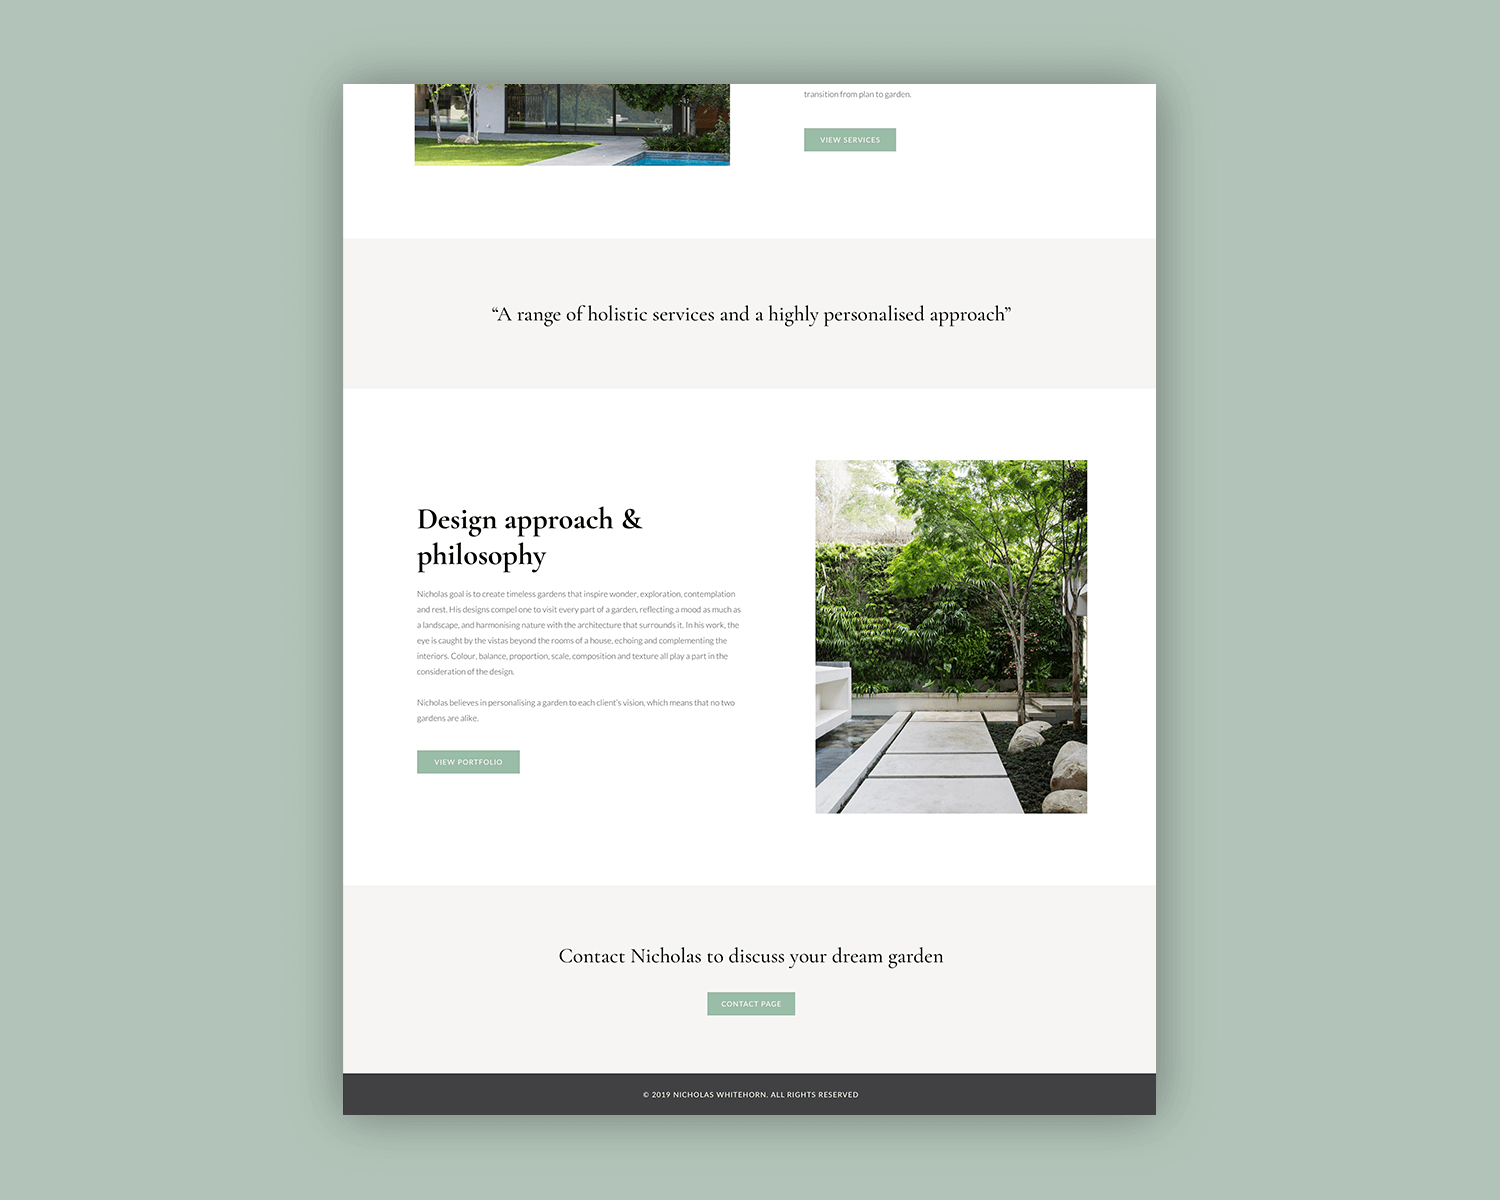 transition from plan to garden.
VIEW SERVICES
“A range of holistic services and a highly personalised approach”
Design approach &
philosophy
Nicholas goal is to create timeless gardens that inspire wonder, exploration, contemplation
and rest. His designs compel one to visit every part of a garden, reflecting a mood as much as
a landscape, and harmonising nature with the architecture that surrounds it. In his work, the
eye is caught by the vistas beyond the rooms of a house, echoing and complementing the
interiors. Colour, balance, proportion, scale, composition and texture all play a part in the
consideration of the design.
Nicholas believes in personalising a garden to each client's vision, which means that no two
gardens are alike.
VIEW PORTFOLIO
Contact Nicholas to discuss your dream garden
CONTACT PAGE
© 2019 NICHOLAS WHITEHORN. ALL RIGHTS RESERVED